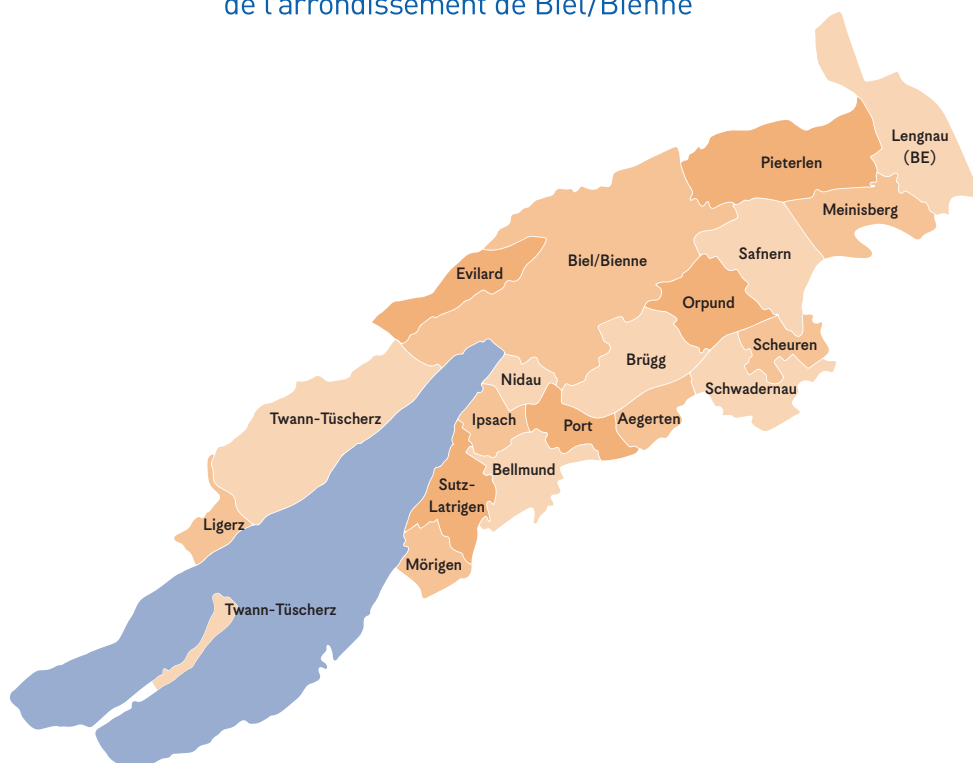 de l'arrondissement de Biel/Bienne
Lengnau
(BE)
Pieterlen
Meinisberg
Safnern
Biel/Bienne
Evilard
Orpund
Scheuren
Brügg
Nidau
Schwadernau
Twann-Tüscherz
Ipsach
Port
Aegerten
Bellmund
Sutz-
Latrigen
Ligerz
Mörigen
Twann-Tüscherz